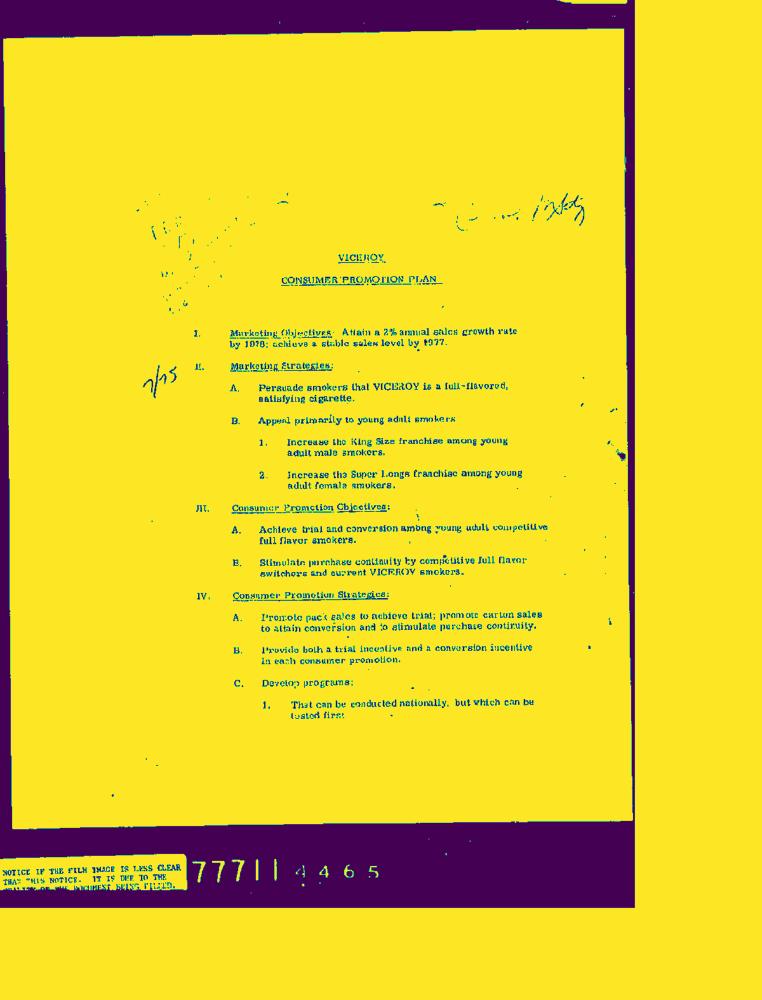 VICEROY
CONSUMER PROMOTION PLAN
I. Marketing Objectives: Attain a 2% annual sales growth rate
by 1978; achieve a stable sales level by 1977.
7/75
II. Marketing Strategies:
A. Persuade smokers that VICEROY is a full-flavored,
satisfying cigarette.
B. Appeal primarily to young adult smokers
1. Increase the King Size franchise among young
adult male smokers.
2. Increase the Super Longs franchise among young
adult female smokers.
III. Consumer Promotion Objectives:
A. Achieve trial and conversion among young adult competitive
full flavor smokers.
B. Stimulate purchase continuity by competitive full flavor
switchers and current VICEROY smokers.
IV. Consumer Promotion Strategies:
A. Promote pack sales to achieve trial; promote carton sales
to attain conversion and to stimulate purchase continuity.
B. Provide both a trial incentive and a conversion incentive
in each consumer promotion.
C. Develop programs:
1. That can be conducted nationally, but which can be
tested first
NOTICE IF THE FILM IMAGE IS LESS CLEAR
THAN THIS NOTICE. IT IS DUE TO THE
QUALITY OF THE DOCUMENT BEING FILMED.
77711 4465